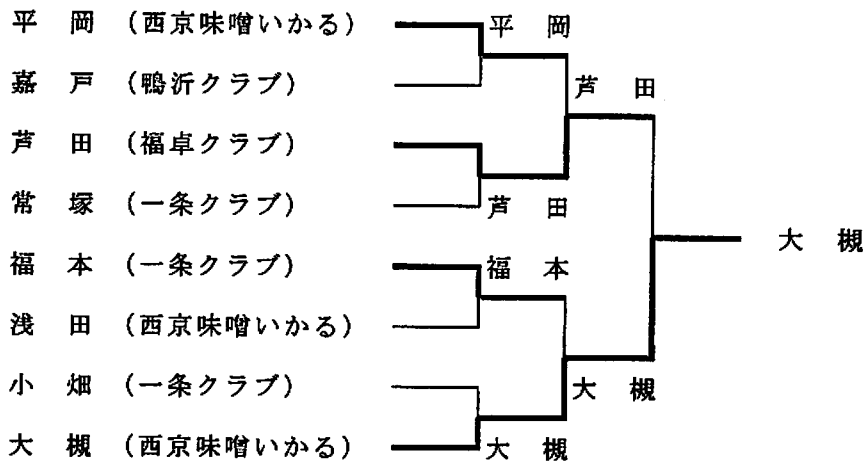 平 岡 (西京味噌いかる) 平 岡
嘉 戸 (鴨沂クラブ)
芦 田
芦 田 (福卓クラブ)
常 塚 (一条クラブ) 芦 田
大 槻
福 本 (一条クラブ) 福 本
浅 田 (西京味噌いかる)
小 畑 (一条クラブ) 大 槻
大 槻 (西京味噌いかる) 大 槻